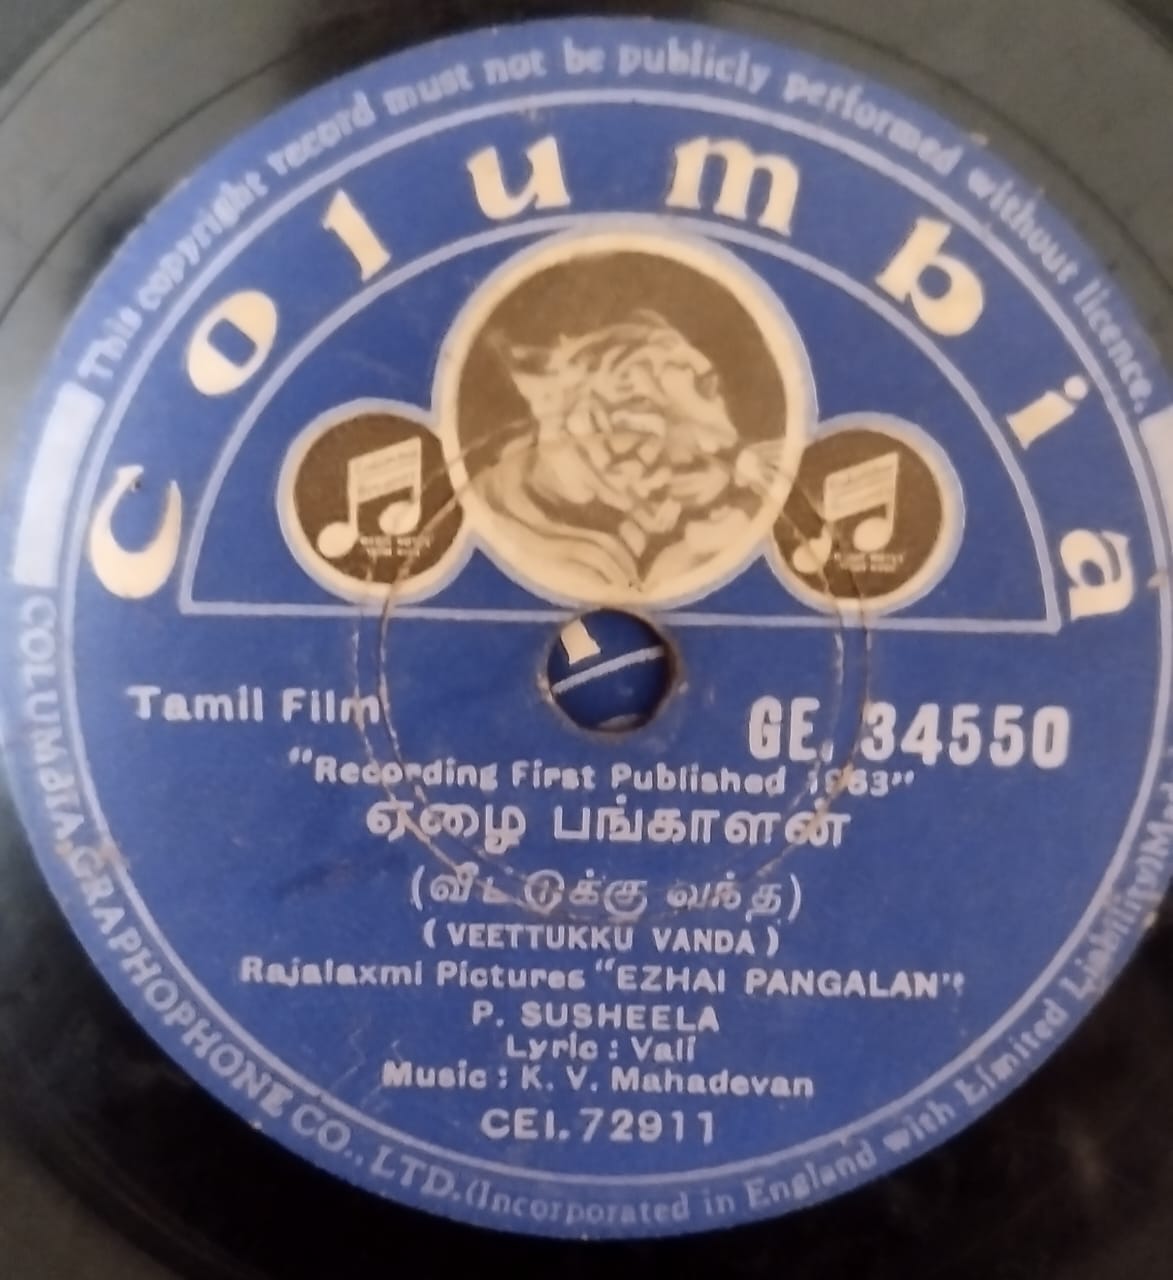 This copyright record must not be publicly performed without licence.
Columbia
Tamil Film
GE. 34550
"Recording First Published 1963"
ஏழை பங்காளன்
(வீட்டுக்கு வந்த)
(VEETTUKKU VANDA)
Rajalaxmi Pictures "EZHAI PANGALAN"
P. SUSHEELA
Lyric : Vali
Music : K. V. Mahadevan
CEI. 72911
COLUMBIA GRAPHOPHONE CO., LTD. (Incorporated in England with Limited Liability)